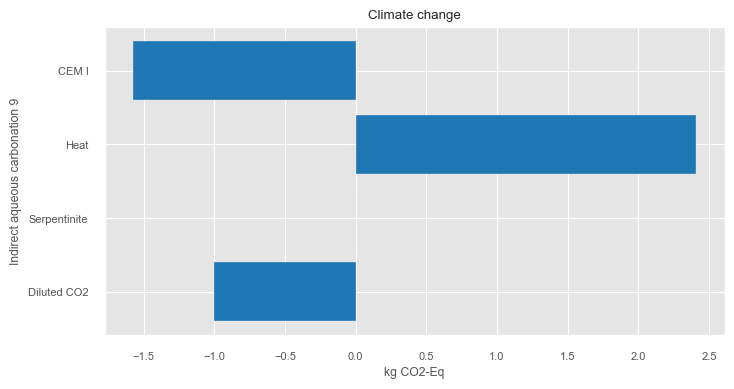 Climate change
Indirect aqueous carbonation 9
CEM I
Heat
Serpentinite
Diluted CO2
−1.5 −1.0 −0.5 0.0 0.5 1.0 1.5 2.0 2.5
kg CO2-Eq